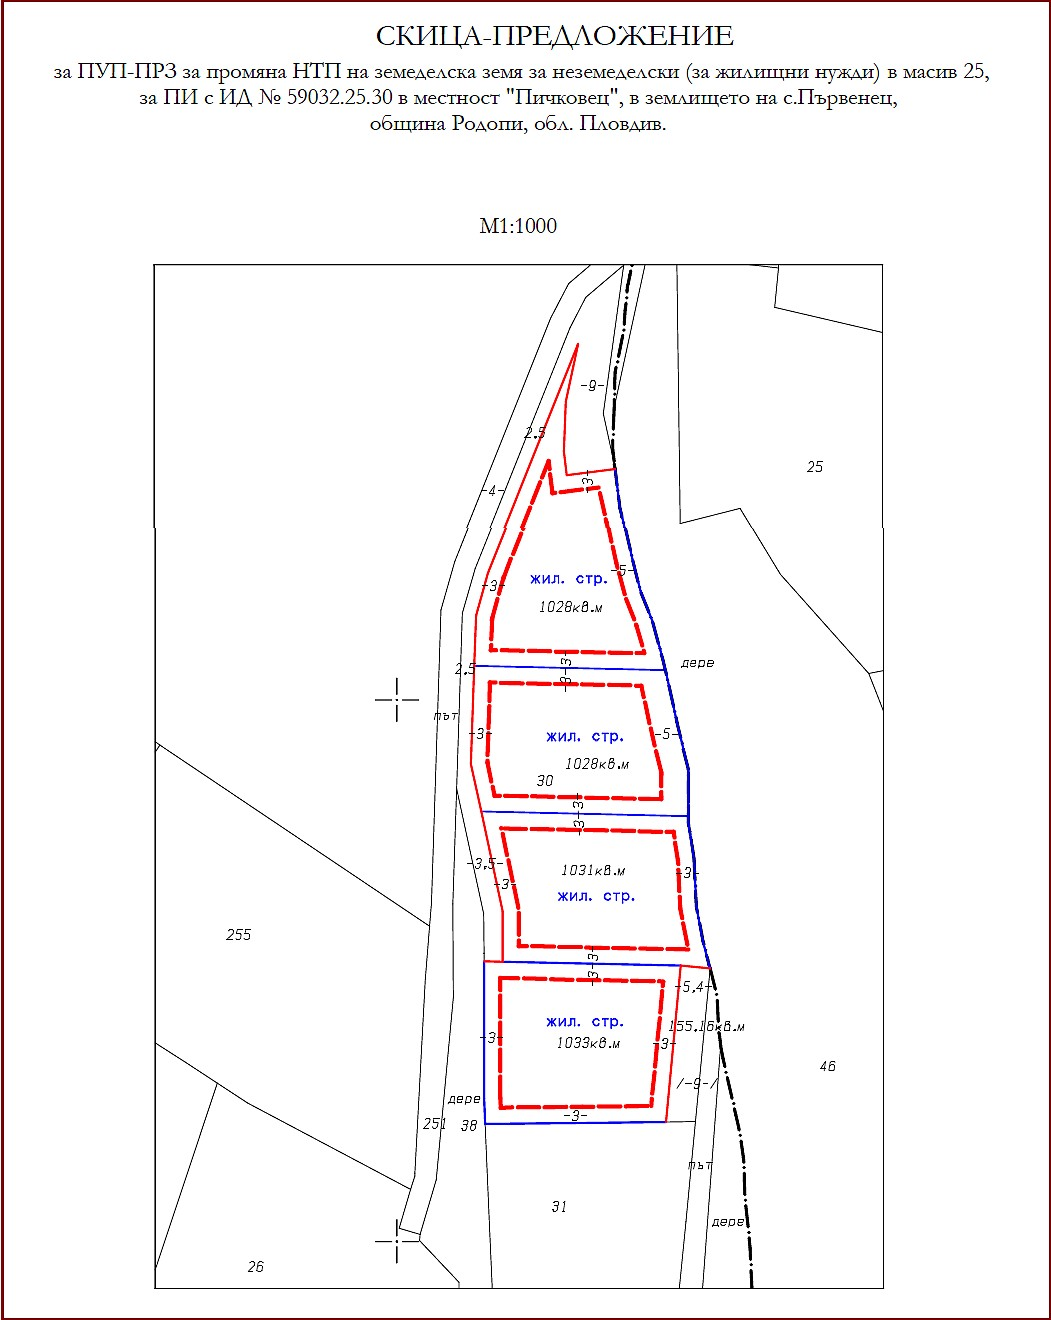 СКИЦА-ПРЕДЛОЖЕНИЕ
за ПУП-ПРЗ за промяна НТП на земеделска земя за неземеделски (за жилищни нужди) в масив 25,
за ПИ с ИД № 59032.25.30 в местност "Пичковец", в землището на с.Първенец,
община Родопи, обл. Пловдив.
М1:1000
-9-
2.5
25
-4-
-3-
-5-
жил. стр.
-3-
1028кв.м
-3-3-
дере
2,5
път
-3-
жил. стр.
-5-
1028кв.м
30
-3-3-
-3,5-
1031кв.м
-3-
-3-
жил. стр.
255
-3-3-
-5,4-
жил. стр.
155.16кв.м
-3-
1033кв.м
-3-
46
/-9-/
дере
-3-
251
38
път
31
дере
26